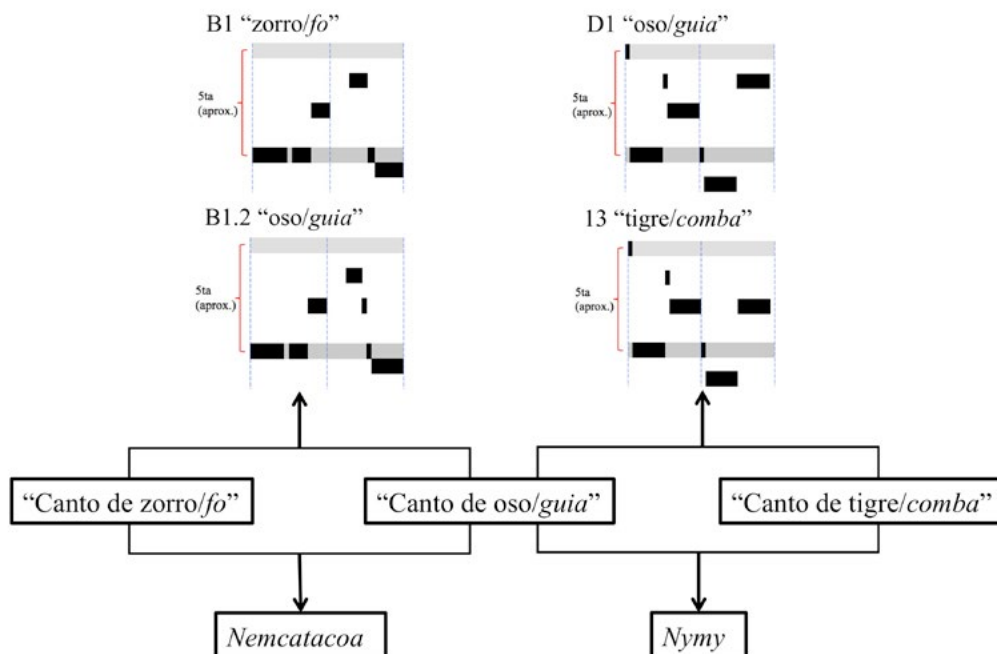 B1 “zorro/fo”
5ta
(aprox.)
D1 “oso/guia”
5ta
(aprox.)
B1.2 “oso/guia”
5ta
(aprox.)
I3 “tigre/comba”
5ta
(aprox.)
“Canto de zorro/fo”
“Canto de oso/guia”
“Canto de tigre/comba”
Nemcatacoa
Nymy